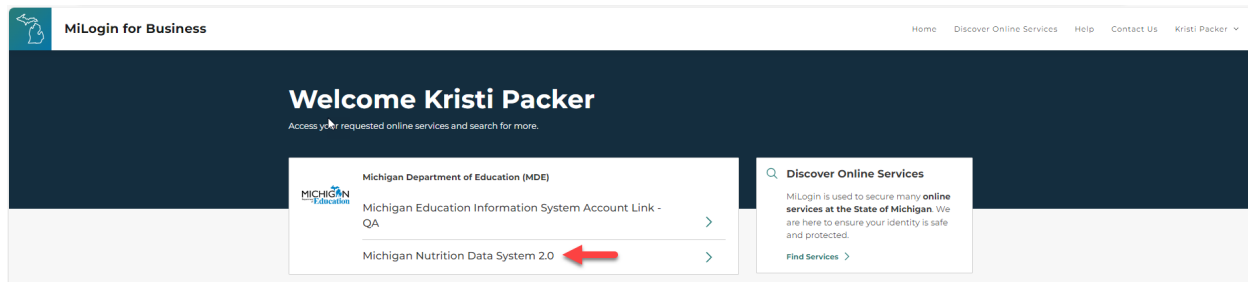 MiLogin for Business
Home Discover Online Services Help Contact Us Kristi Packer
Welcome Kristi Packer
Access your requested online services and search for more.
MICHIGAN
Education
Michigan Department of Education (MDE)
Michigan Education Information System Account Link -
QA
Michigan Nutrition Data System 2.0
Discover Online Services
MiLogin is used to secure many online
services at the State of Michigan. We
are here to ensure your identity is safe
and protected.
Find Services